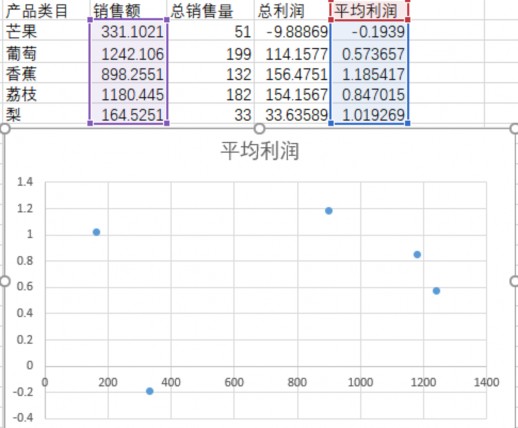 产品类目 销售额 总销售量 总利润 平均利润
芒果 331.1021 51 -9.88869 -0.1939
葡萄 1242.106 199 114.1577 0.573657
香蕉 898.2551 132 156.4751 1.185417
荔枝 1180.445 182 154.1567 0.847015
梨 164.5251 33 33.63589 1.019269
平均利润
1.4
1.2
1
0.8
0.6
0.4
0.2
0
0 200 400 600 800 1000 1200 1400
-0.2
-0.4